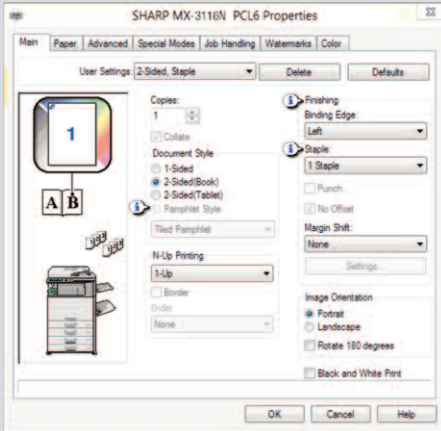 SHARP MX-3116N PCL6 Properties
Main Paper Advanced Special Modes Job Handling Watermarks Color
User Settings: 2-Sided, Staple Delete Defaults
1
A B
Copies:
1
Collate
Document Style
1-Sided
2-Sided(Book)
2-Sided(Tablet)
Pamphlet Style
Tiled Pamphlet
N-Up Printing
1-Up
Border
Order:
None
Finishing
Binding Edge:
Left
Staple:
1 Staple
Punch
No Offset
Margin Shift:
None
Settings...
Image Orientation
Portrait
Landscape
Rotate 180 degrees
Black and White Print
OK Cancel Help